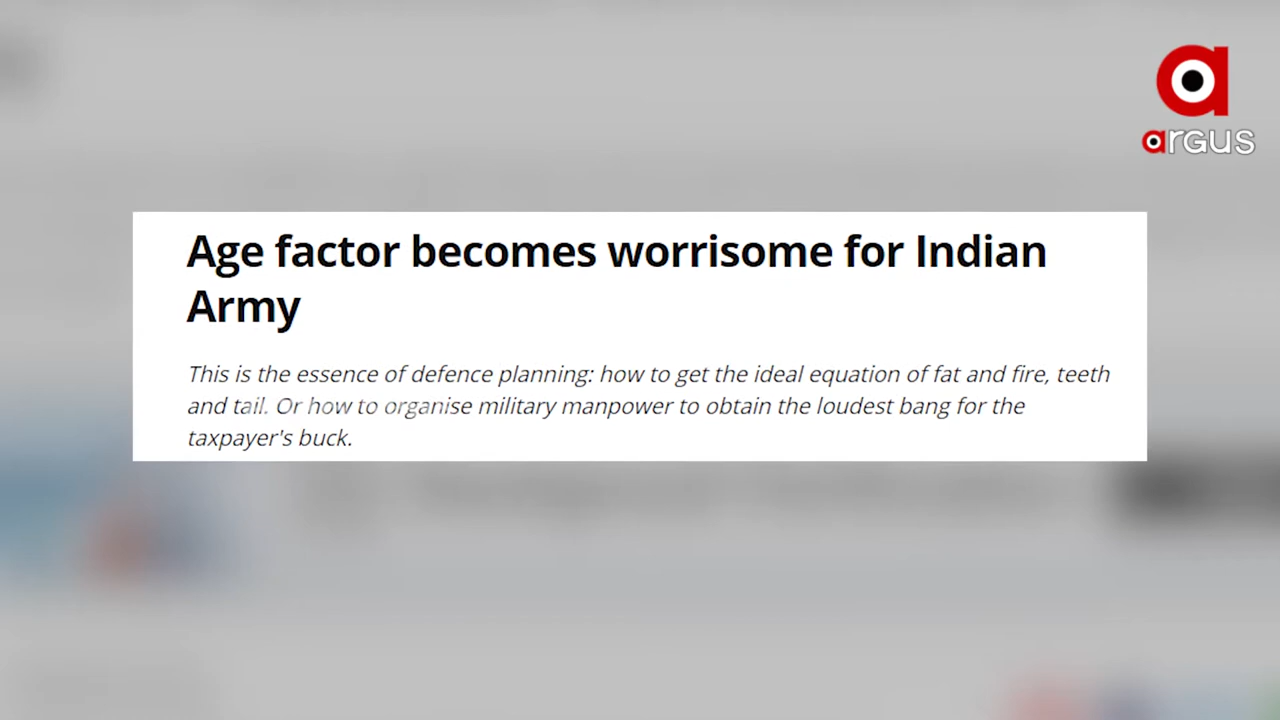 argus
Age factor becomes worrisome for Indian
Army
This is the essence of defence planning: how to get the ideal equation of fat and fire, teeth
and tail. Or how to organise military manpower to obtain the loudest bang for the
taxpayer's buck.